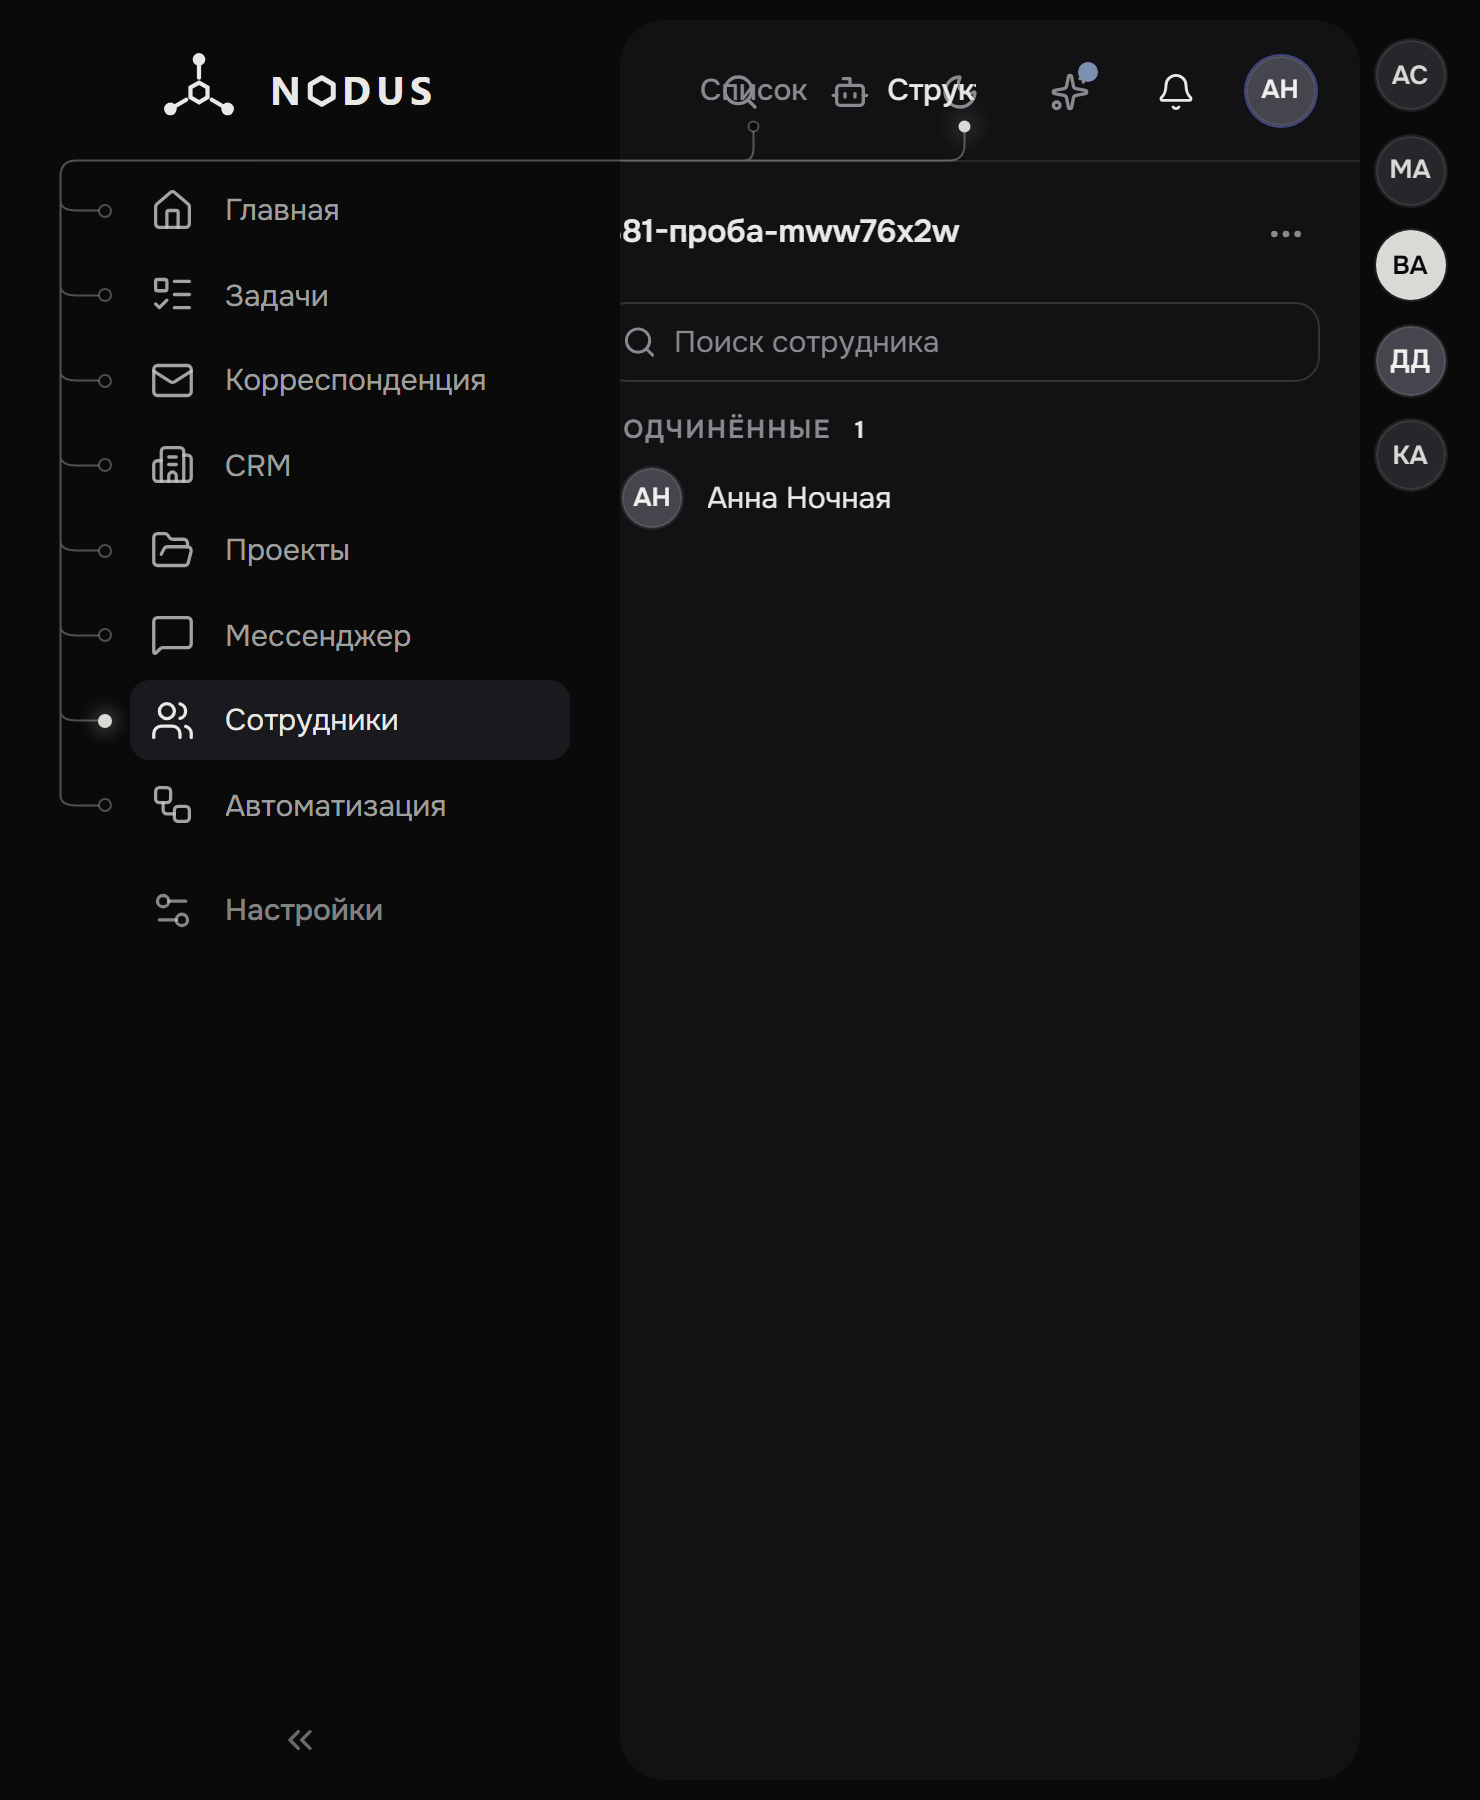 NODUS
Список
Струк
АН
Главная
Задачи
Корреспонденция
CRM
Проекты
Мессенджер
Сотрудники
Автоматизация
Настройки
81-проба-mww76x2w
Поиск сотрудника
ОДЧИНЁННЫЕ 1
АН Анна Ночная
АС
МА
ВА
ДД
КА